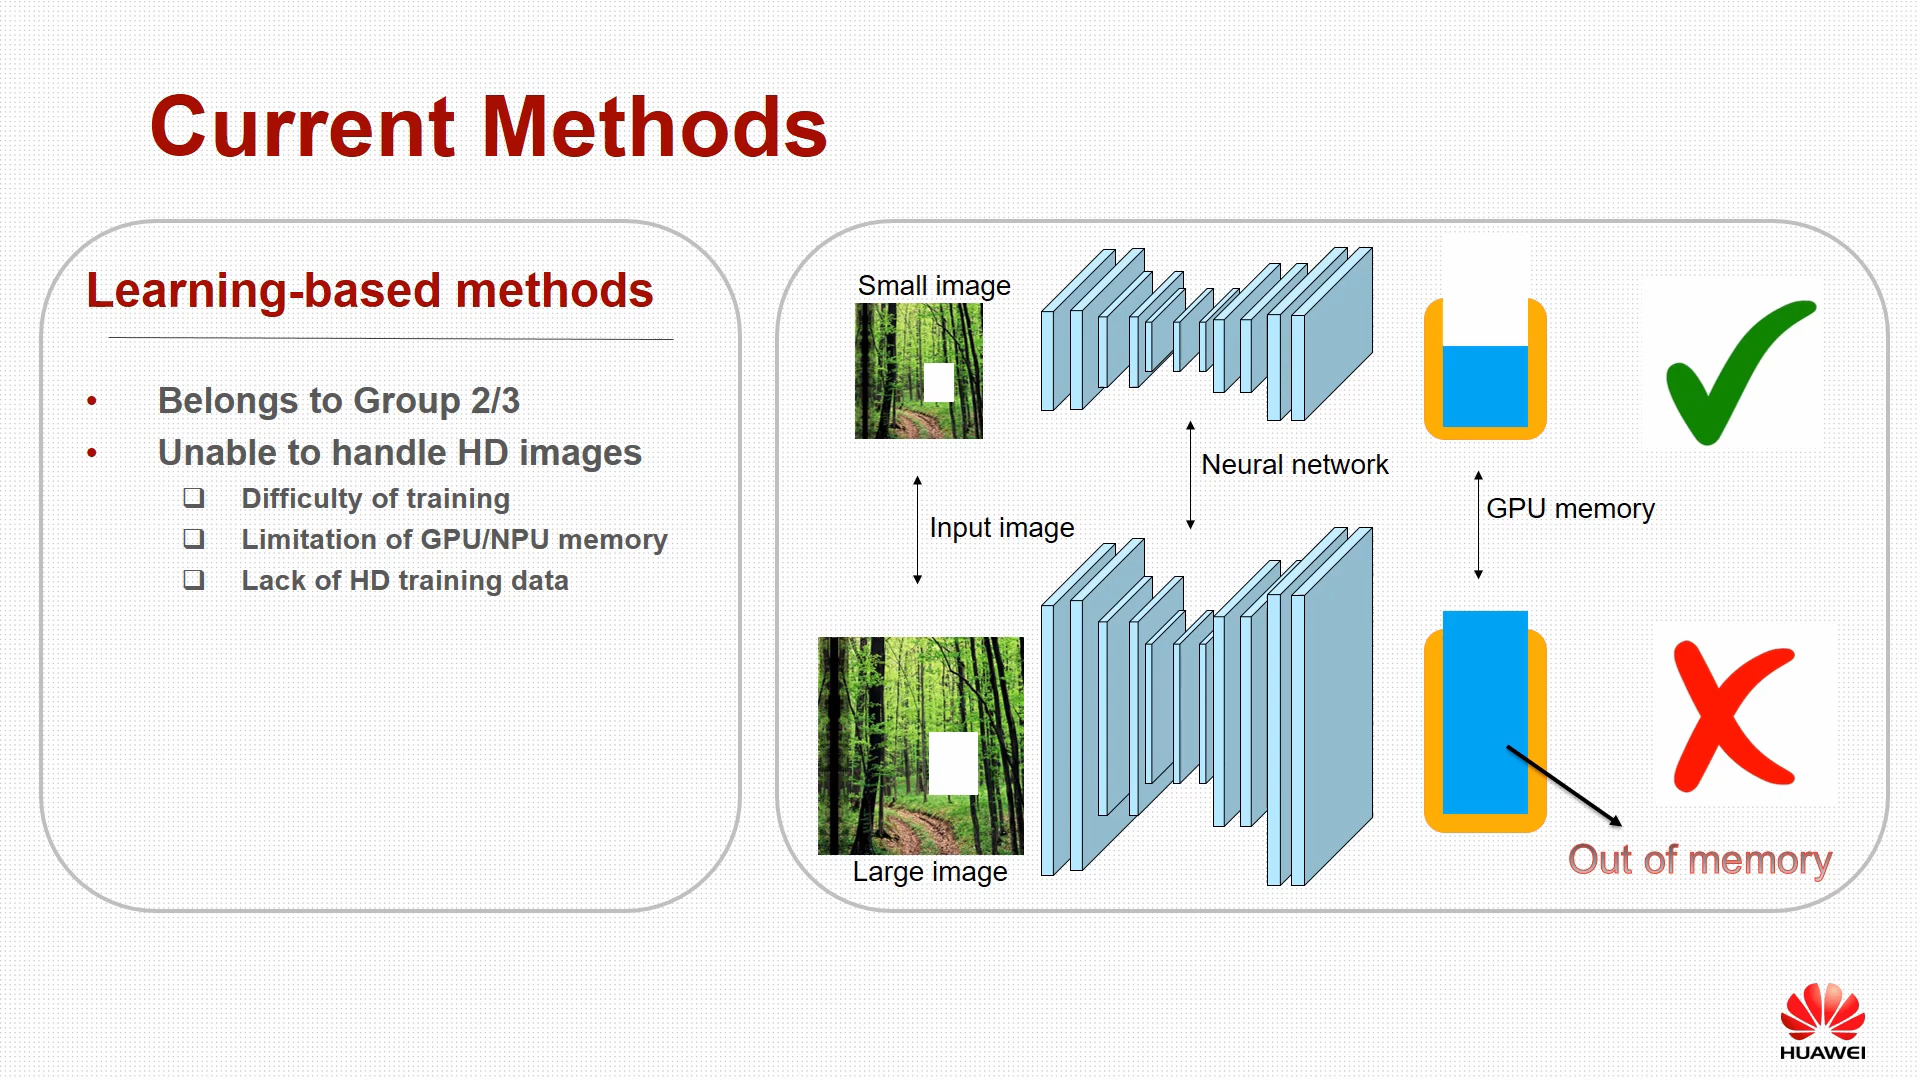 Current Methods
Learning-based methods
• Belongs to Group 2/3
• Unable to handle HD images
❑ Difficulty of training
❑ Limitation of GPU/NPU memory
❑ Lack of HD training data
Small image
Neural network
GPU memory
Input image
Large image
Out of memory
HUAWEI